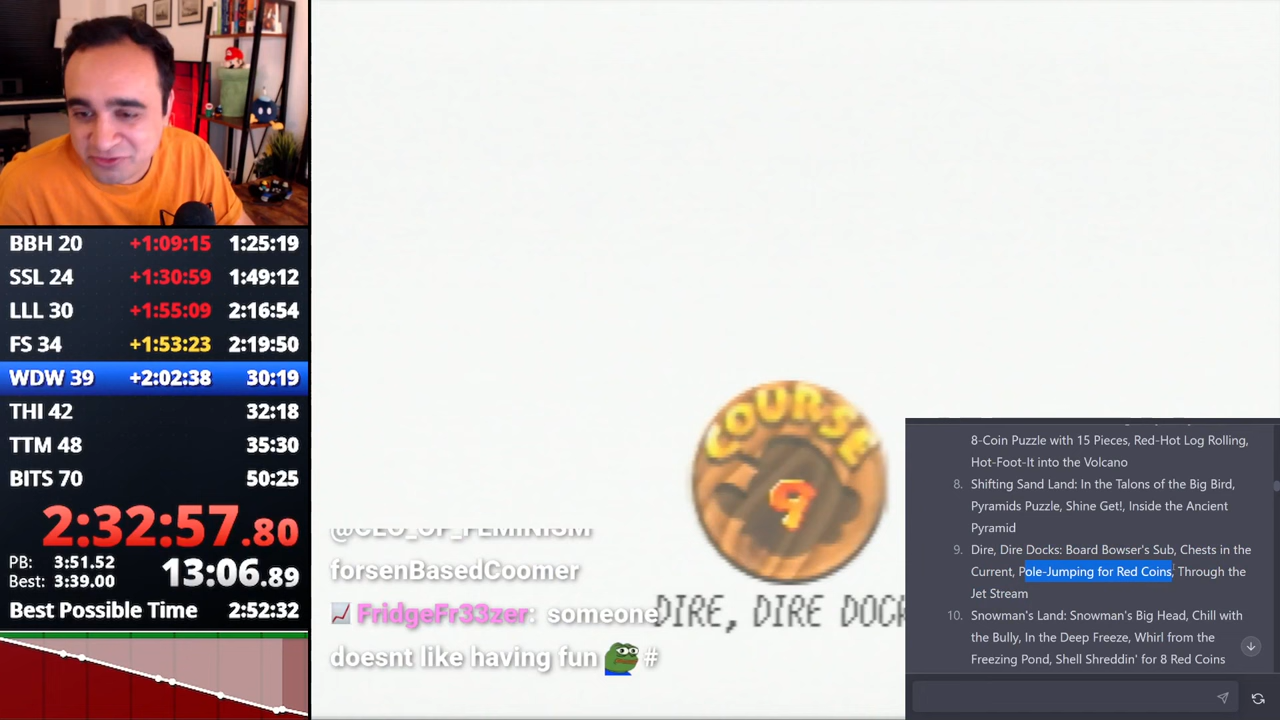 BBH 20 +1:09:15 1:25:19
SSL 24 +1:30:59 1:49:12
LLL 30 +1:55:09 2:16:54
FS 34 +1:53:23 2:19:50
WDW 39 +2:02:38 30:19
THI 42 32:18
TTM 48 35:30
BITS 70 50:25
2:32:57.80
PB: 3:51.52
Best: 3:39.00
13:06.89
Best Possible Time 2:52:32
COURSE
9
DIRE, DIRE DOCK
@CEO_OF_FEMINISM
forsenBasedCoomer
FridgeFr33zer: someone
doesnt like having fun #
8-Coin Puzzle with 15 Pieces, Red-Hot Log Rolling,
Hot-Foot-It into the Volcano
8. Shifting Sand Land: In the Talons of the Big Bird,
Pyramids Puzzle, Shine Get!, Inside the Ancient
Pyramid
9. Dire, Dire Docks: Board Bowser's Sub, Chests in the
Current, Pole-Jumping for Red Coins, Through the
Jet Stream
10. Snowman's Land: Snowman's Big Head, Chill with
the Bully, In the Deep Freeze, Whirl from the
Freezing Pond, Shell Shreddin' for 8 Red Coins